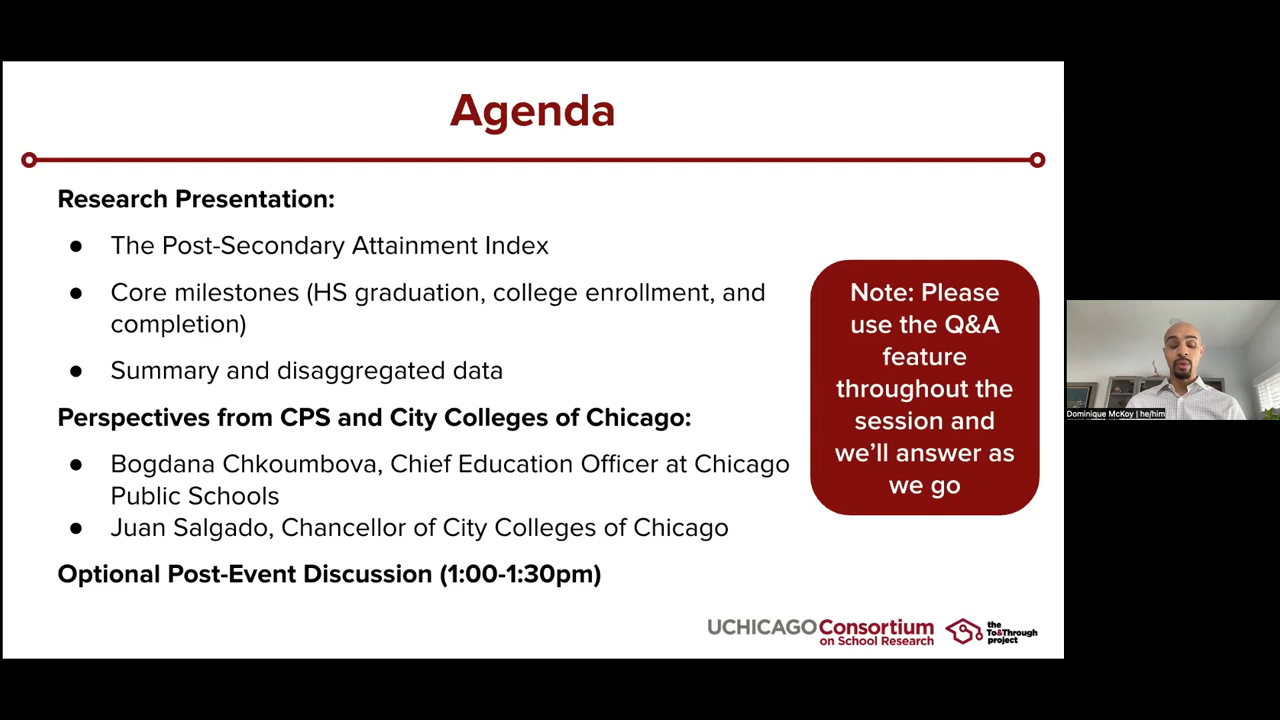 Agenda
Research Presentation:
● The Post-Secondary Attainment Index
● Core milestones (HS graduation, college enrollment, and
completion)
● Summary and disaggregated data
Perspectives from CPS and City Colleges of Chicago:
● Bogdana Chkoumbova, Chief Education Officer at Chicago
Public Schools
● Juan Salgado, Chancellor of City Colleges of Chicago
Optional Post-Event Discussion (1:00-1:30pm)
Note: Please
use the Q&A
feature
throughout the
session and
we’ll answer as
we go
Dominique McKoy | he/him
UCHICAGO Consortium
on School Research
the
To&Through
project